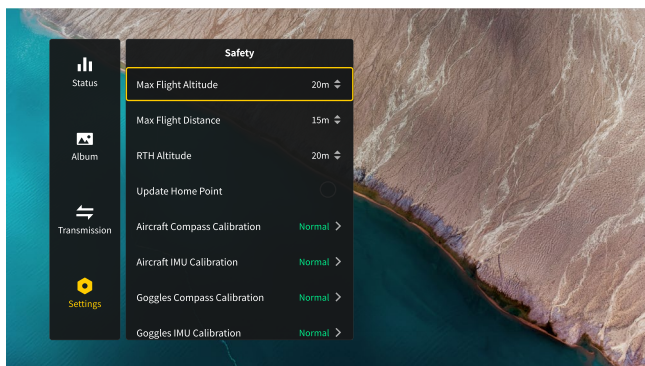 Safety
Status
Max Flight Altitude 20m
Max Flight Distance 15m
Album
RTH Altitude 20m
Update Home Point
Transmission
Aircraft Compass Calibration Normal
Aircraft IMU Calibration Normal
Settings
Goggles Compass Calibration Normal
Goggles IMU Calibration Normal